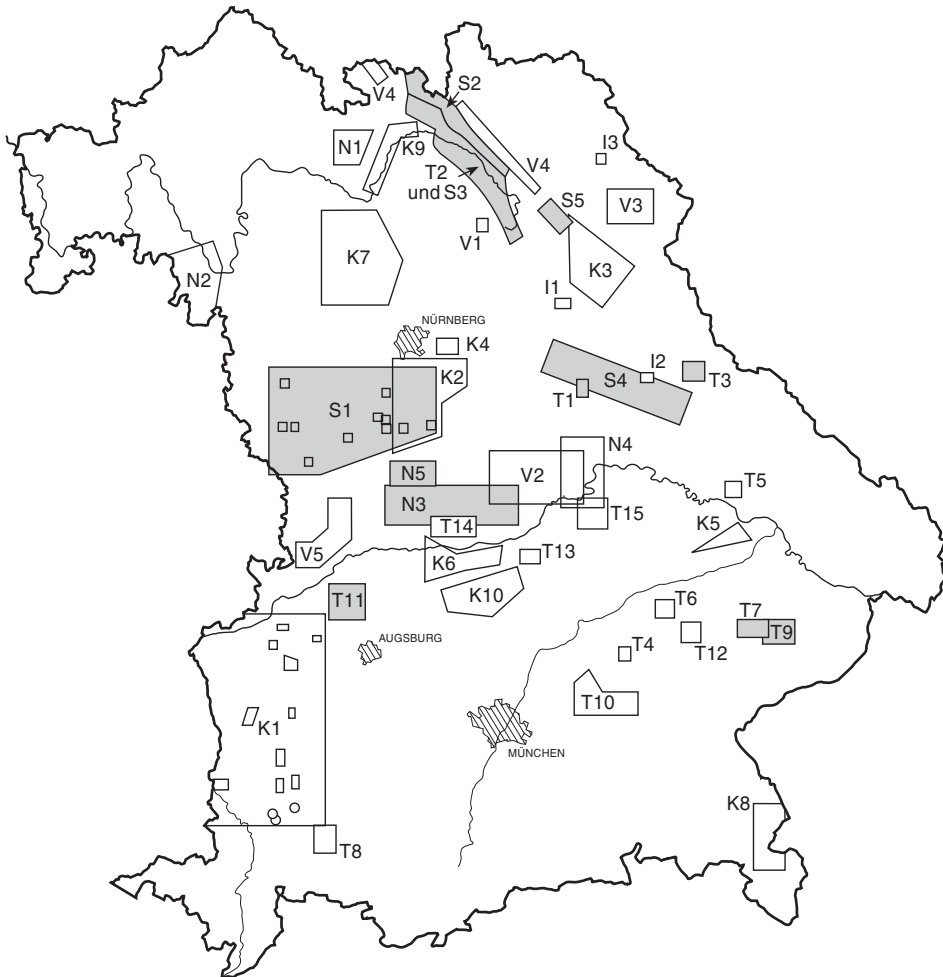 S2
V4
N1
K9
I3
V4
T2
und S3
S5
V3
V1
K7
K3
N2
I1
NÜRNBERG
K4
K2
I2
S4
T3
T1
S1
N4
N5
V2
T5
N3
T15
T14
K5
V5
T13
K6
K10
T11
T6
T7
T9
AUGSBURG
T12
T4
T10
K1
MÜNCHEN
K8
T8